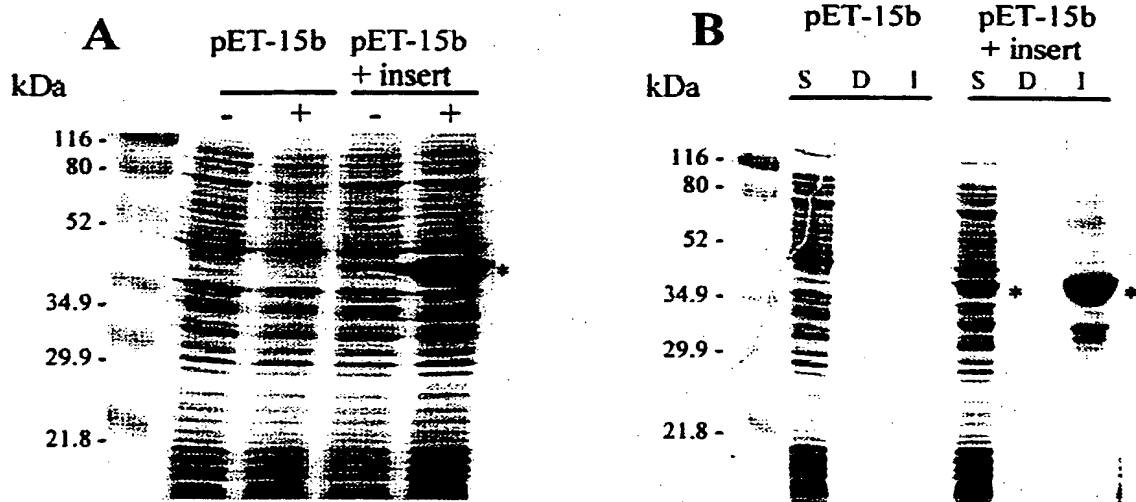 A
pET-15b pET-15b
+ insert
kDa
- + - +
116 -
80 -
52 -
34.9 -
29.9 -
21.8 -
*
B
pET-15b pET-15b
+ insert
kDa
S D I S D I
116 -
80 -
52 -
34.9 -
29.9 -
21.8 -
* *